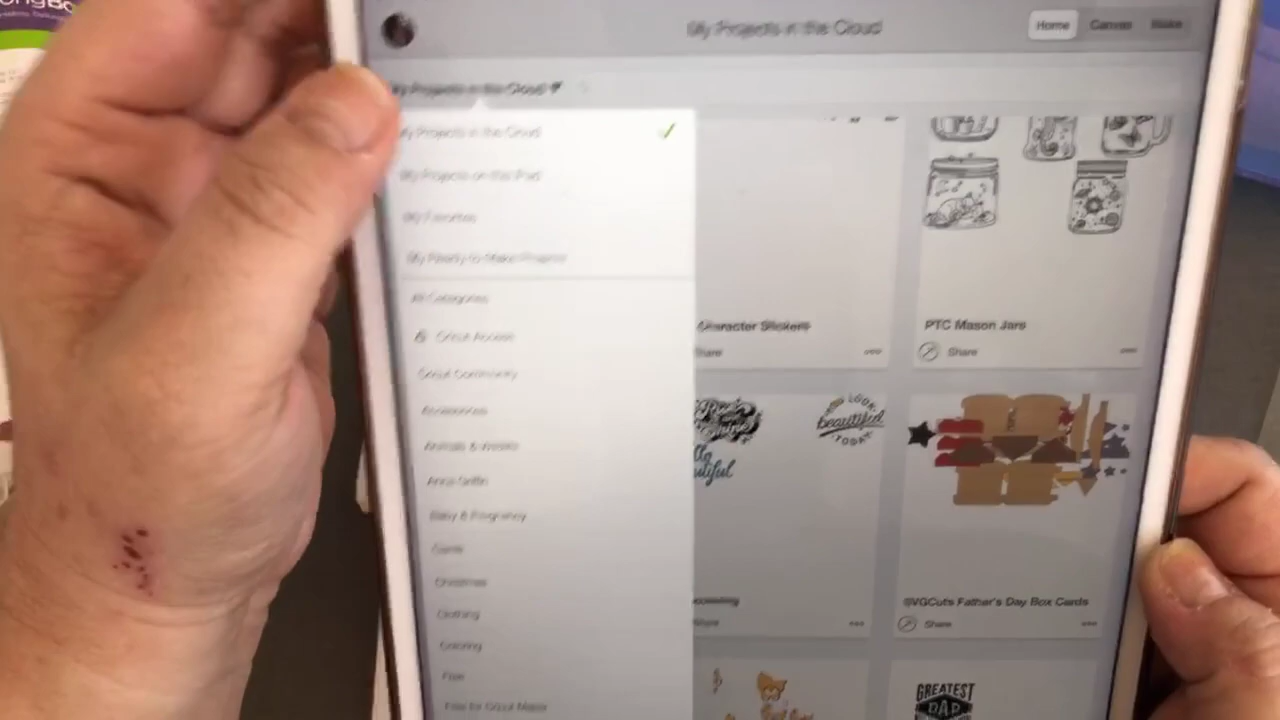 My Projects in the Cloud
Home Canvas Make
My Projects in the Cloud
My Projects in the Cloud
My Projects on this iPad
My Favorites
My Ready to Make Projects
All Categories
Cricut Access
Cricut Community
Accessories
Animals & Insects
Anna Griffin
Baby & Pregnancy
Cards
Christmas
Clothing
Coloring
Free
Free for Cricut Maker
Character Stickers
Share
PTC Mason Jars
Share
LOOK
beautiful
TODAY
Share
SVGCuts Father's Day Box Cards
Share
GREATEST
DAD